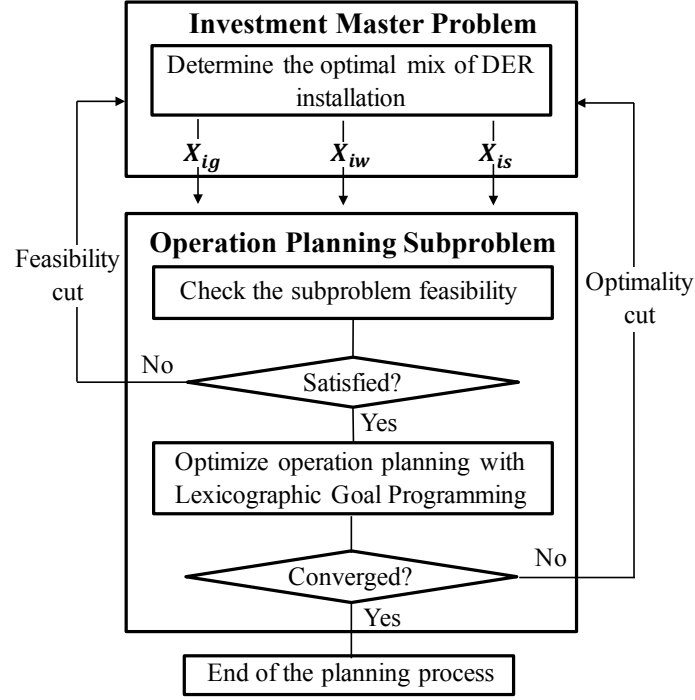 Investment Master Problem
Determine the optimal mix of DER
installation
X_ig X_iw X_is
Operation Planning Subproblem
Feasibility
cut
Check the subproblem feasibility
Optimality
cut
No
Satisfied?
Yes
Optimize operation planning with
Lexicographic Goal Programming
No
Converged?
Yes
End of the planning process